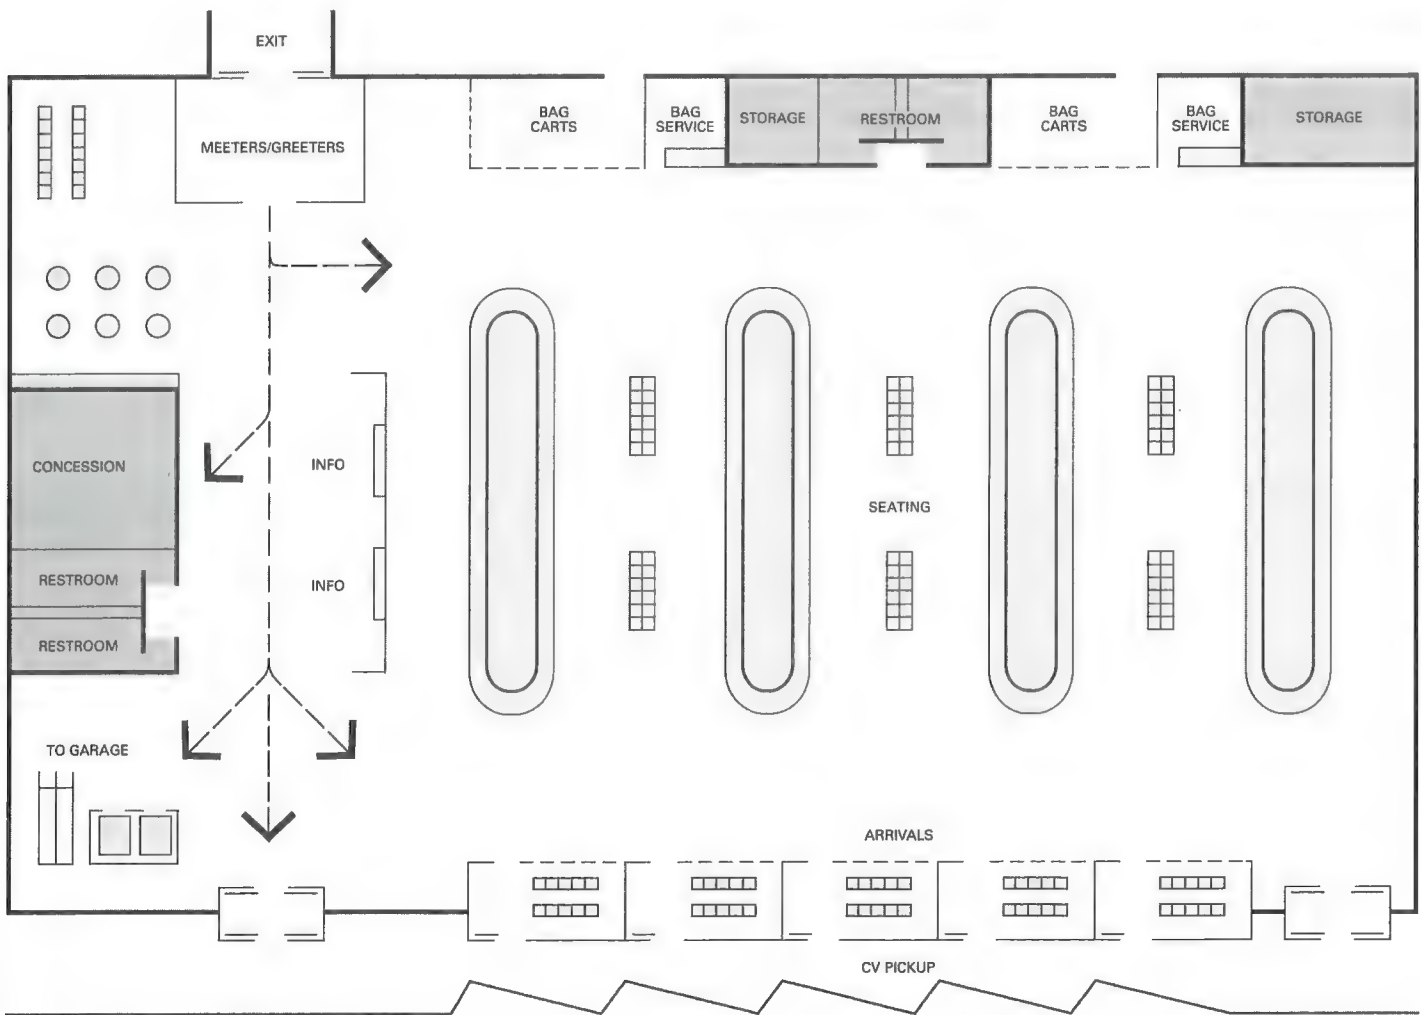 EXIT
BAG
CARTS
BAG
SERVICE
STORAGE
RESTROOM
BAG
CARTS
BAG
SERVICE
STORAGE
MEETERS/GREETERS
CONCESSION
INFO
SEATING
RESTROOM
INFO
RESTROOM
TO GARAGE
ARRIVALS
CV PICKUP